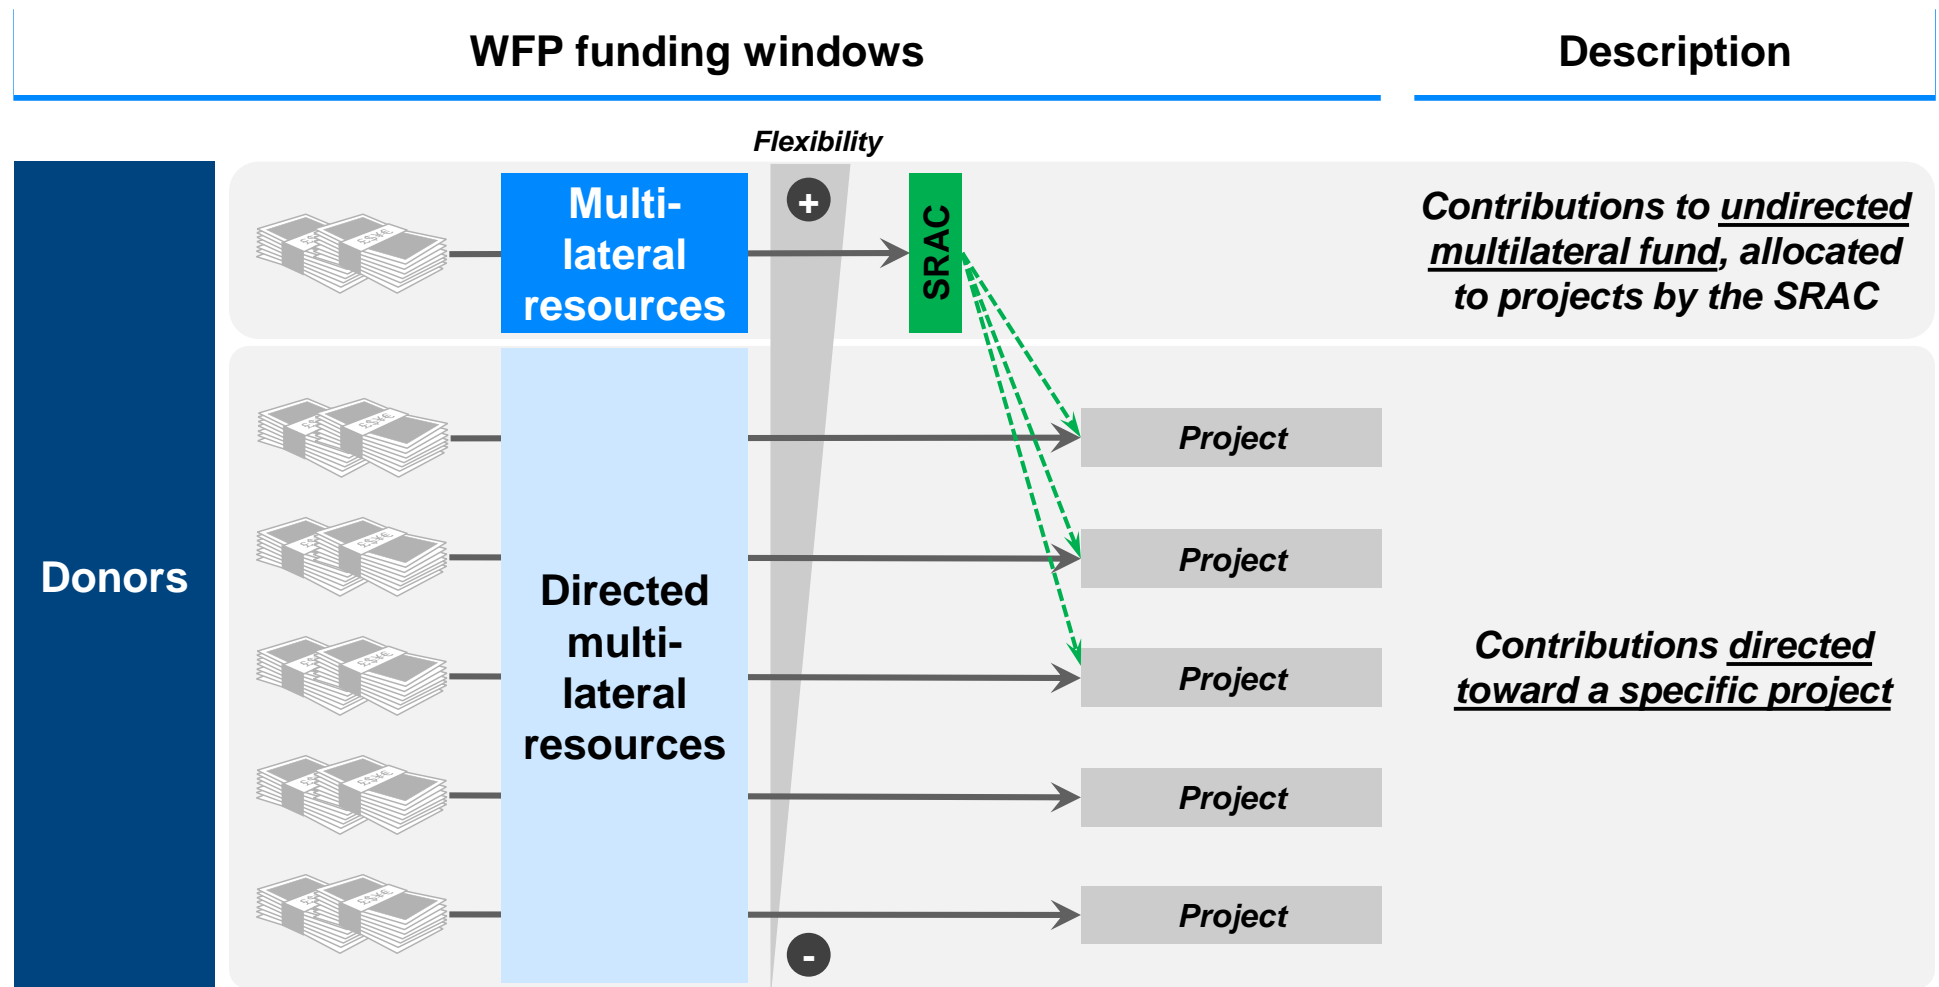 WFP funding windows
Description
Flexibility
Donors
Multi-
lateral
resources
+
SRAC
Contributions to undirected
multilateral fund, allocated
to projects by the SRAC
Directed
multi-
lateral
resources
Project
Project
Project
Project
Project
-
Contributions directed
toward a specific project